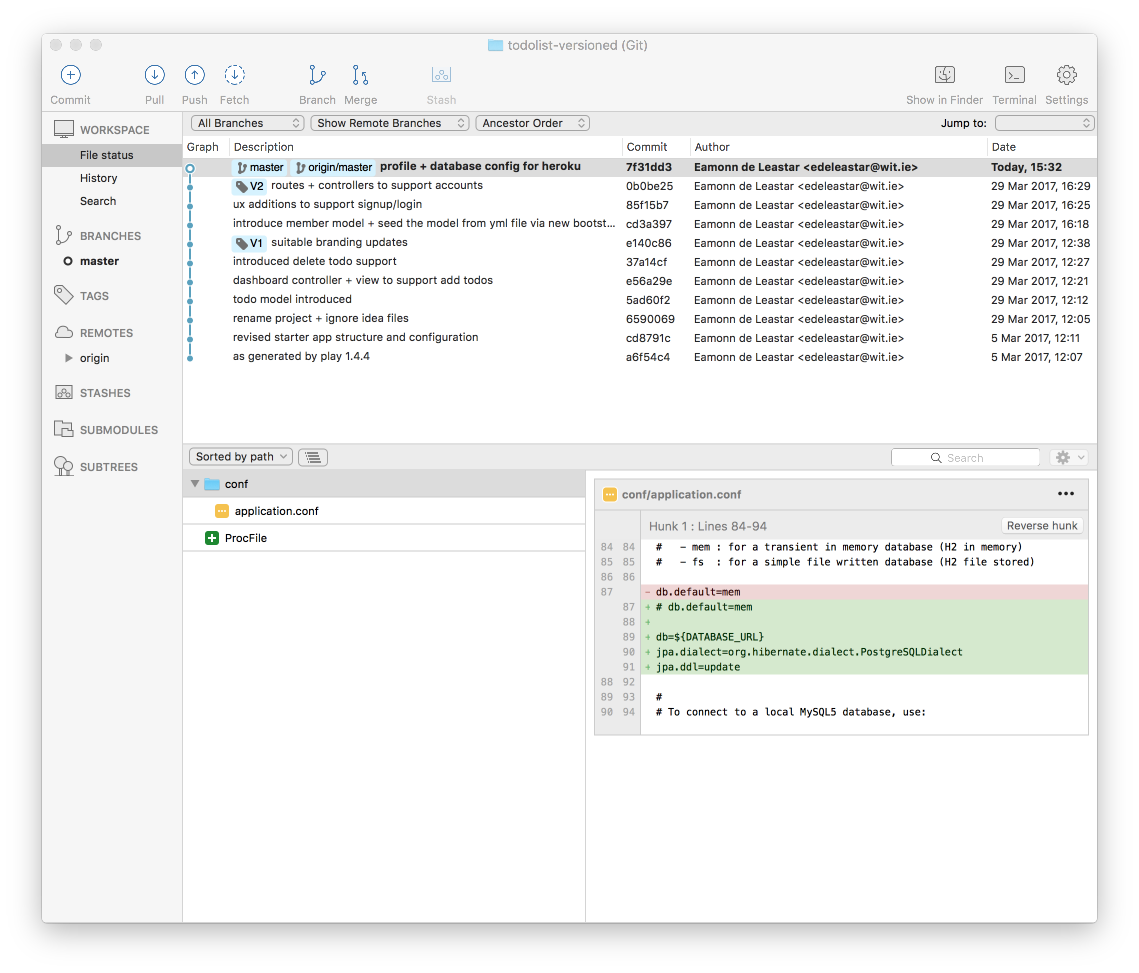 todolist-versioned (Git)
Commit Pull Push Fetch Branch Merge Stash Show in Finder Terminal Settings
WORKSPACE
File status
History
Search
BRANCHES
master
TAGS
REMOTES
origin
STASHES
SUBMODULES
SUBTREES
All Branches Show Remote Branches Ancestor Order Jump to:
Graph Description Commit Author Date
master origin/master profile + database config for heroku 7f31dd3 Eamonn de Leastar <edeleastar@wit.ie> Today, 15:32
V2 routes + controllers to support accounts 0b0be25 Eamonn de Leastar <edeleastar@wit.ie> 29 Mar 2017, 16:29
ux additions to support signup/login 85f15b7 Eamonn de Leastar <edeleastar@wit.ie> 29 Mar 2017, 16:25
introduce member model + seed the model from yml file via new bootst... cd3a397 Eamonn de Leastar <edeleastar@wit.ie> 29 Mar 2017, 16:18
V1 suitable branding updates e140c86 Eamonn de Leastar <edeleastar@wit.ie> 29 Mar 2017, 12:38
introduced delete todo support 37a14cf Eamonn de Leastar <edeleastar@wit.ie> 29 Mar 2017, 12:27
dashboard controller + view to support add todos e56a29e Eamonn de Leastar <edeleastar@wit.ie> 29 Mar 2017, 12:21
todo model introduced 5ad60f2 Eamonn de Leastar <edeleastar@wit.ie> 29 Mar 2017, 12:12
rename project + ignore idea files 6590069 Eamonn de Leastar <edeleastar@wit.ie> 29 Mar 2017, 12:05
revised starter app structure and configuration cd8791c Eamonn de Leastar <edeleastar@wit.ie> 5 Mar 2017, 12:11
as generated by play 1.4.4 a6f54c4 Eamonn de Leastar <edeleastar@wit.ie> 5 Mar 2017, 12:07
Sorted by path Search
conf
application.conf
ProcFile
conf/application.conf
Hunk 1 : Lines 84-94 Reverse hunk
84 84 #   - mem : for a transient in memory database (H2 in memory)
85 85 #   - fs  : for a simple file written database (H2 file stored)
86 86
87 - db.default=mem
87 + # db.default=mem
88 +
89 + db=${DATABASE_URL}
90 + jpa.dialect=org.hibernate.dialect.PostgreSQLDialect
91 + jpa.ddl=update
88 92
89 93 #
90 94 # To connect to a local MySQL5 database, use: